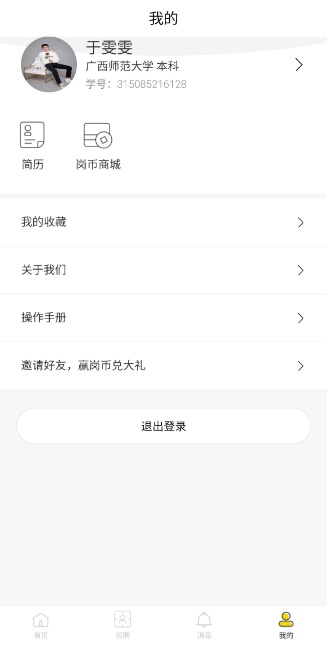 我的
于雯雯
广西师范大学 本科
学号：315085216128
简历
岗币商城
我的收藏
关于我们
操作手册
邀请好友，赢岗币兑大礼
退出登录
首页
消息
我的